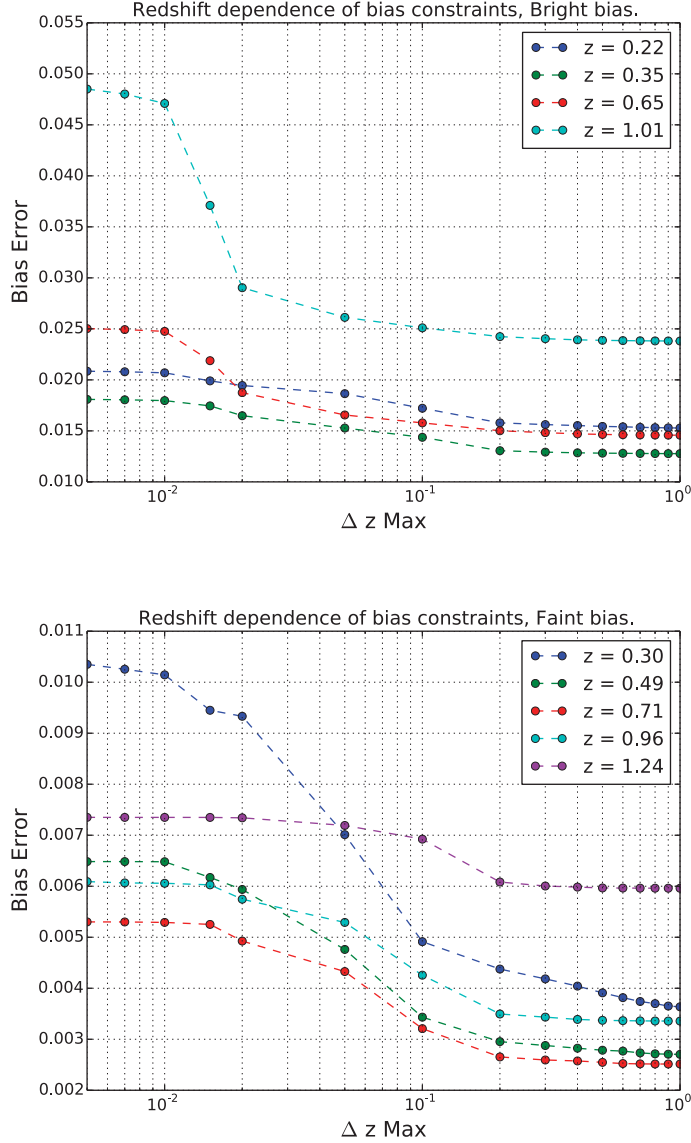 Redshift dependence of bias constraints, Bright bias.
0.055
0.050
0.045
0.040
0.035
0.030
0.025
0.020
0.015
0.010
Bias Error
z = 0.22
z = 0.35
z = 0.65
z = 1.01
10⁻²
10⁻¹
10⁰
Δ z Max
Redshift dependence of bias constraints, Faint bias.
0.011
0.010
0.009
0.008
0.007
0.006
0.005
0.004
0.003
0.002
Bias Error
z = 0.30
z = 0.49
z = 0.71
z = 0.96
z = 1.24
10⁻²
10⁻¹
10⁰
Δ z Max